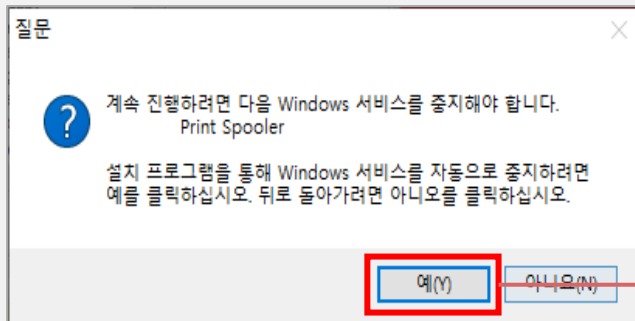 질문
계속 진행하려면 다음 Windows 서비스를 중지해야 합니다.
Print Spooler
설치 프로그램을 통해 Windows 서비스를 자동으로 중지하려면
예를 클릭하십시오. 뒤로 돌아가려면 아니오를 클릭하십시오.
예(Y) 아니요(N)